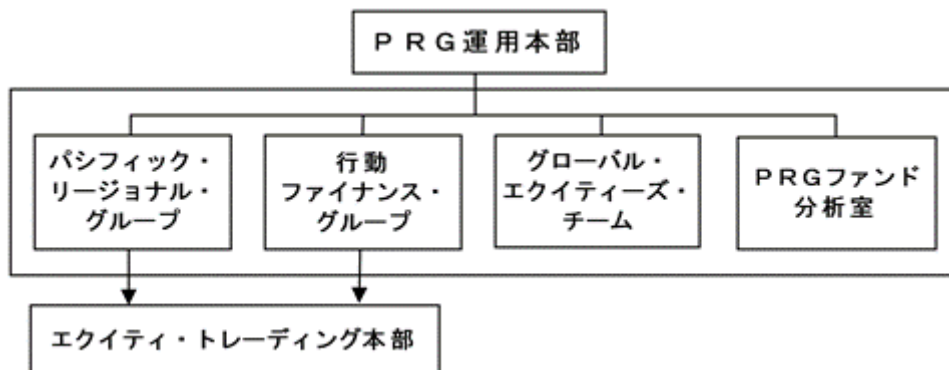 PRG運用本部
パシフィック・
リージョナル・
グループ
行動
ファイナンス・
グループ
グローバル・
エクイティーズ・
チーム
PRGファンド
分析室
エクイティ・トレーディング本部